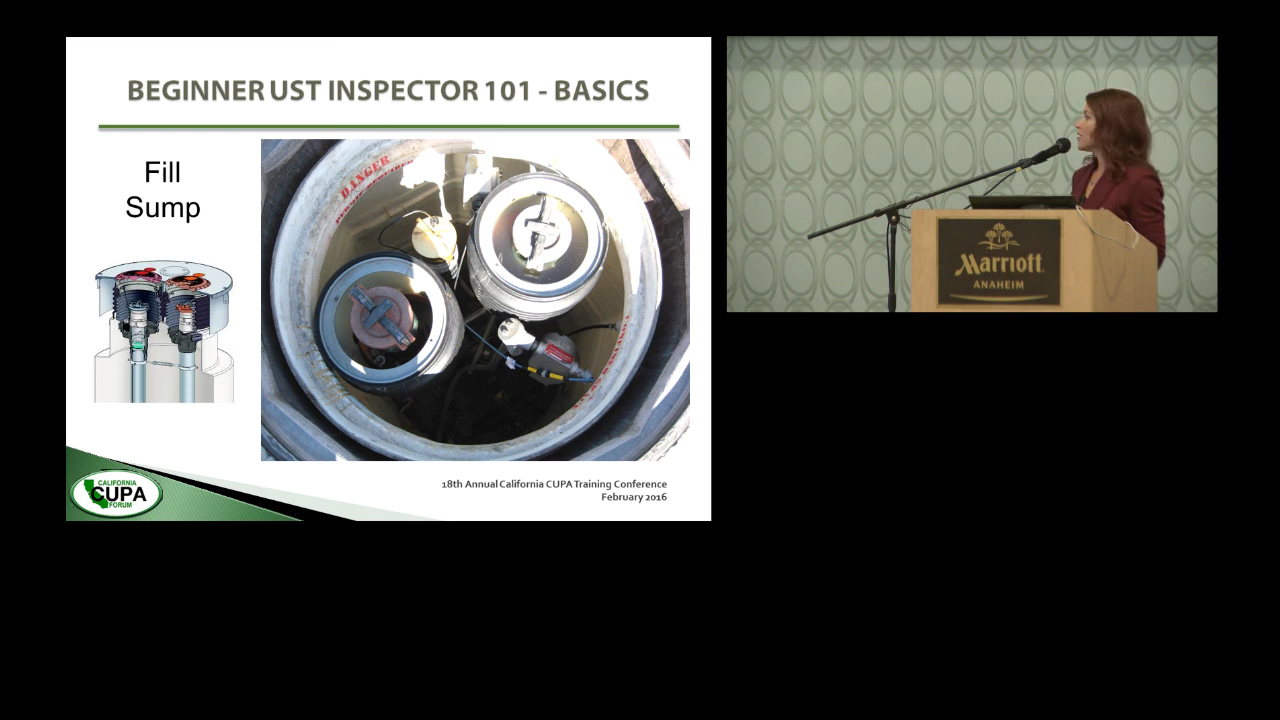 BEGINNER UST INSPECTOR 101 - BASICS
Fill
Sump
DANGER
CALIFORNIA
CUPA
FORUM
18th Annual California CUPA Training Conference
February 2016
Marriott
ANAHEIM